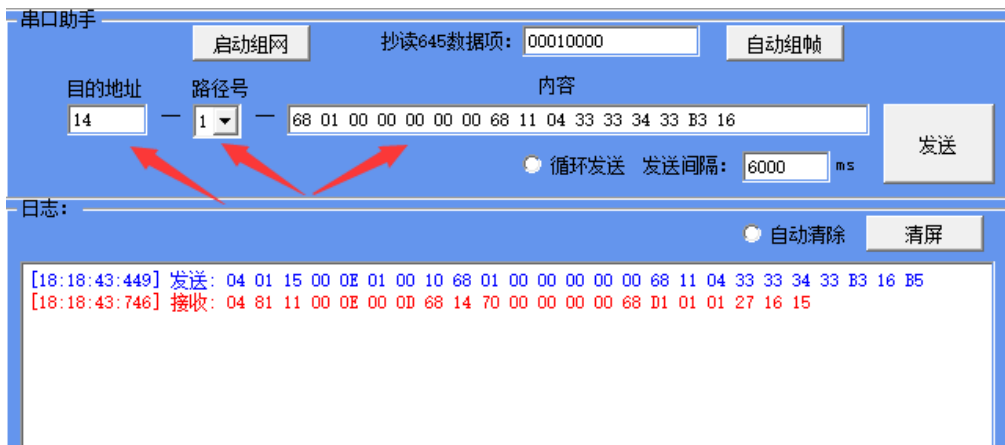 串口助手
启动组网 抄读645数据项: 00010000 自动组帧
目的地址 路径号 内容
14 — 1 — 68 01 00 00 00 00 00 68 11 04 33 33 34 33 B3 16
发送
循环发送 发送间隔: 6000 ms
日志:
自动清除 清屏
[18:18:43:449] 发送: 04 01 15 00 0E 01 00 10 68 01 00 00 00 00 00 68 11 04 33 33 34 33 B3 16 B5
[18:18:43:746] 接收: 04 81 11 00 0E 00 0D 68 14 70 00 00 00 00 68 D1 01 01 27 16 15